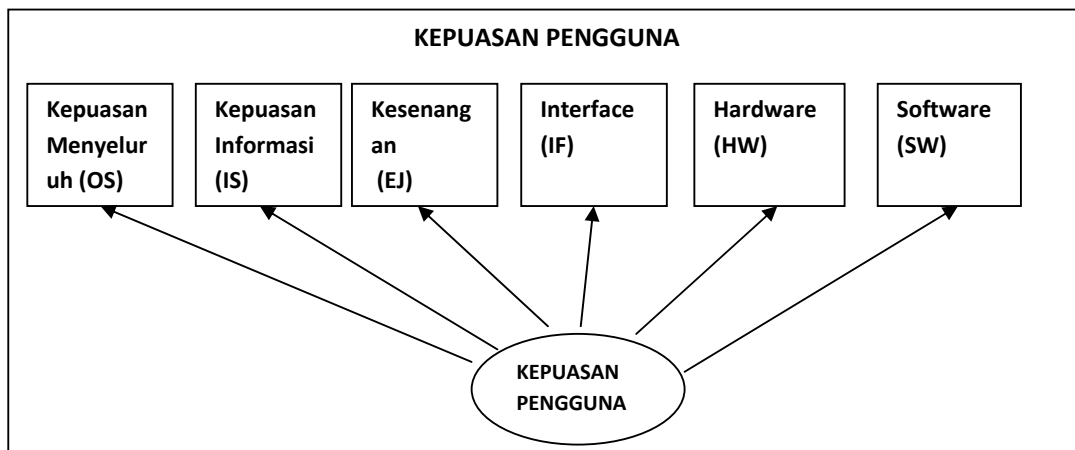 KEPUASAN PENGGUNA
Kepuasan
Menyelur
uh (OS)
Kepuasan
Informasi
(IS)
Kesenang
an
(EJ)
Interface
(IF)
Hardware
(HW)
Software
(SW)
KEPUASAN
PENGGUNA